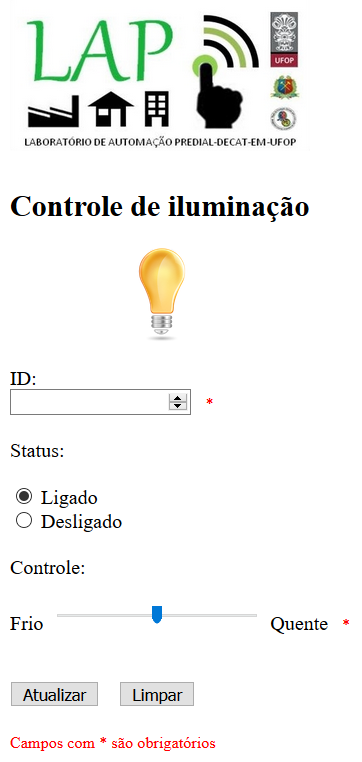 LAP
UFOP
LABORATÓRIO DE AUTOMAÇÃO PREDIAL-DECAT-EM-UFOP
Controle de iluminação
ID:
*
Status:
Ligado
Desligado
Controle:
Frio Quente *
Atualizar Limpar
Campos com * são obrigatórios